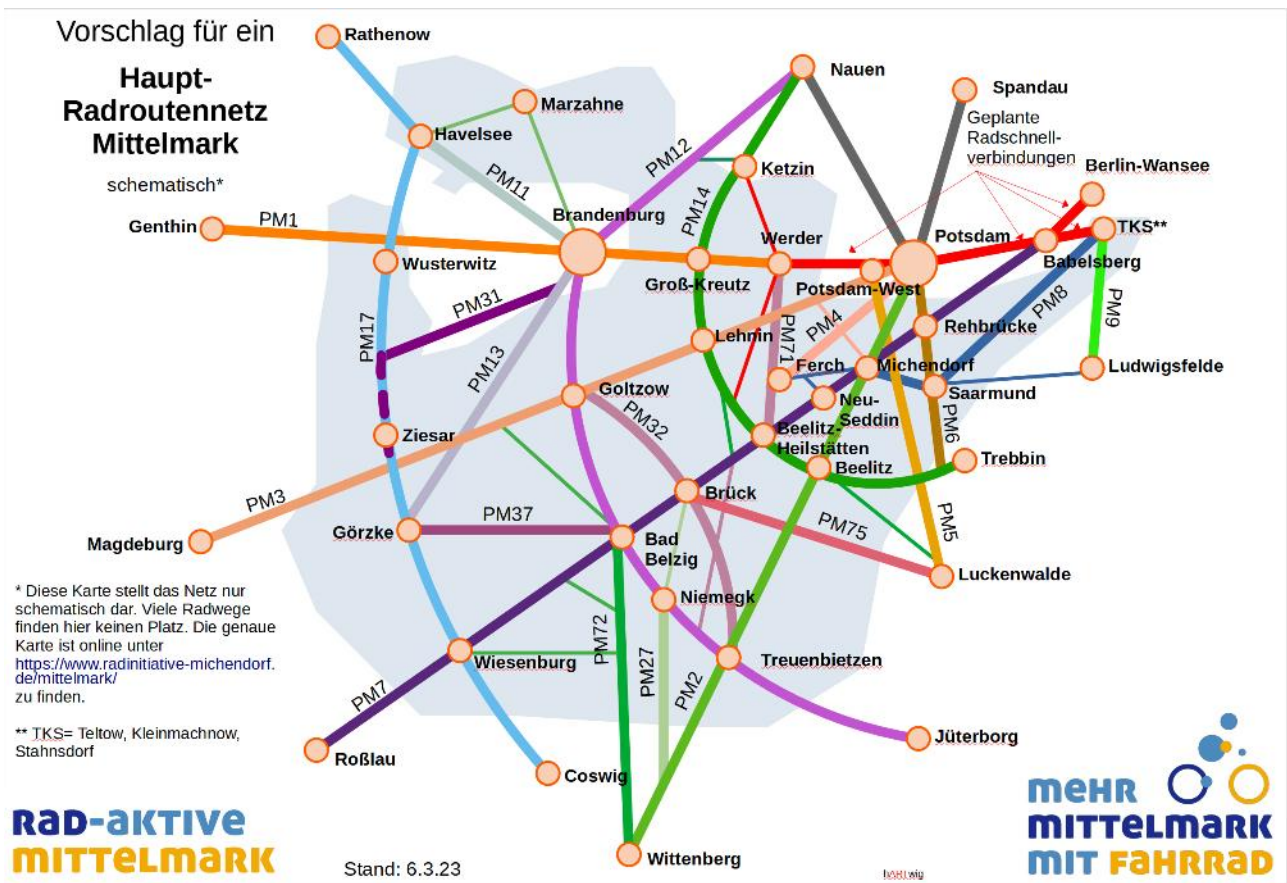 Vorschlag für ein
Haupt-
Radroutennetz
Mittelmark
schematisch*
Rathenow
Marzahne
Havelsee
Nauen
Spandau
Geplante
Radschnell-
verbindungen
Berlin-Wansee
Ketzin
TKS**
PM12
PM11
PM14
Genthin
PM1
Brandenburg
Werder
Potsdam
Babelsberg
Wusterwitz
Groß-Kreutz
Potsdam-West
PM31
PM17
PM13
PM71
PM4
PM8
PM9
Lehnin
Rehbrücke
Ferch
Michendorf
Ludwigsfelde
Goltzow
Neu-
Seddin
Saarmund
PM32
PM6
Ziesar
Beelitz-
Heilstätten
Beelitz
Trebbin
PM3
Brück
PM37
PM75
PM5
Magdeburg
Görzke
Bad
Belzig
Luckenwalde
Niemegk
PM72
PM27
PM2
Wiesenburg
Treuenbietzen
PM7
Roßlau
Coswig
Jüterborg
Wittenberg
* Diese Karte stellt das Netz nur
schematisch dar. Viele Radwege
finden hier keinen Platz. Die genaue
Karte ist online unter
https://www.radinitiative-michendorf.
de/mittelmark/
zu finden.
** TKS= Teltow, Kleinmachnow,
Stahnsdorf
RaD-aKTIVE
MITTELMARK
Stand: 6.3.23
hARTwig
meHR
MITTELMARK
MIT FAHRRAD